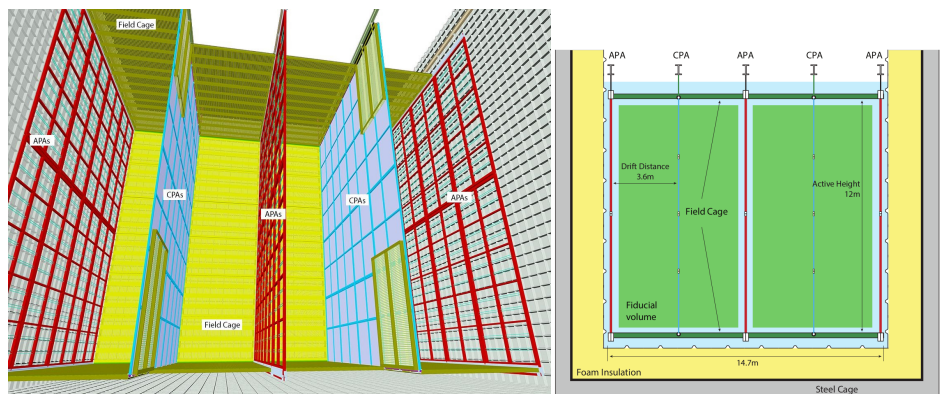 Field Cage
APAs
CPAs
APAs
CPAs
APAs
Field Cage
APA
CPA
APA
CPA
APA
Drift Distance
3.6m
Active Height
12m
Field Cage
Fiducial
volume
14.7m
Foam Insulation
Steel Cage